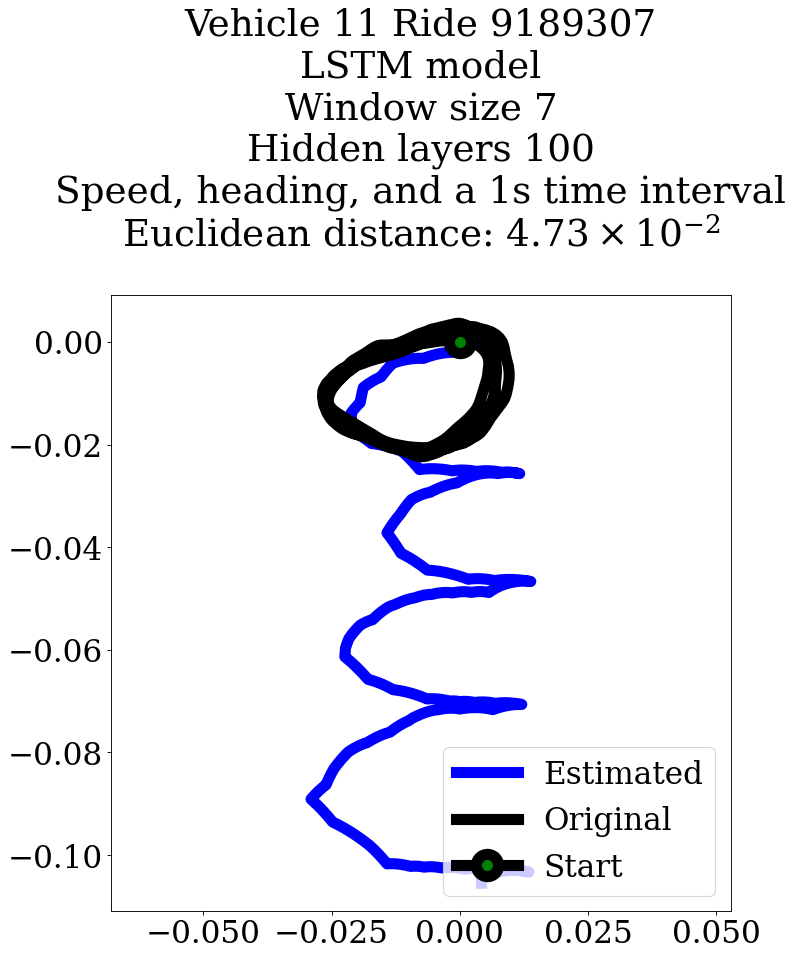 Vehicle 11 Ride 9189307
LSTM model
Window size 7
Hidden layers 100
Speed, heading, and a 1s time interval
Euclidean distance: 4.73 × 10⁻²
0.00
−0.02
−0.04
−0.06
−0.08
−0.10
Estimated
Original
Start
−0.050 −0.025 0.000 0.025 0.050